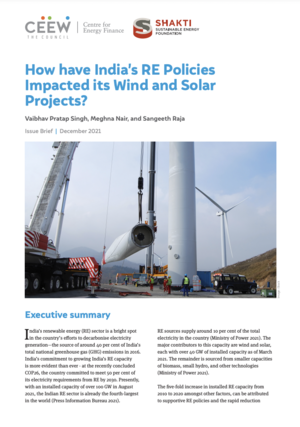 CEEW
THE COUNCIL
Centre for
Energy Finance
SHAKTI
SUSTAINABLE ENERGY
FOUNDATION
How have India's RE Policies
Impacted its Wind and Solar
Projects?
Vaibhav Pratap Singh, Meghna Nair, and Sangeeth Raja
Issue Brief | December 2021
Executive summary
India's renewable energy (RE) sector is a bright spot
in the country's efforts to decarbonise electricity
generation–the source of around 40 per cent of India's
total national greenhouse gas (GHG) emissions in 2016.
India's commitment to growing India's RE capacity
is more evident than ever – at the recently concluded
COP26, the country committed to meet 50 per cent of
its electricity requirements from RE by 2030. Presently,
with an installed capacity of over 100 GW in August
2021, the Indian RE sector is already the fourth-largest
in the world (Press Information Bureau 2021).
RE sources supply around 10 per cent of the total
electricity in the country (Ministry of Power 2021). The
major contributors to this capacity are wind and solar,
each with over 40 GW of installed capacity as of March
2021. The remainder is sourced from smaller capacities
of biomass, small hydro, and other technologies
(Ministry of Power 2021).
The five-fold increase in installed RE capacity from
2010 to 2020 amongst other factors, can be attributed
to supportive RE policies and the rapid reduction